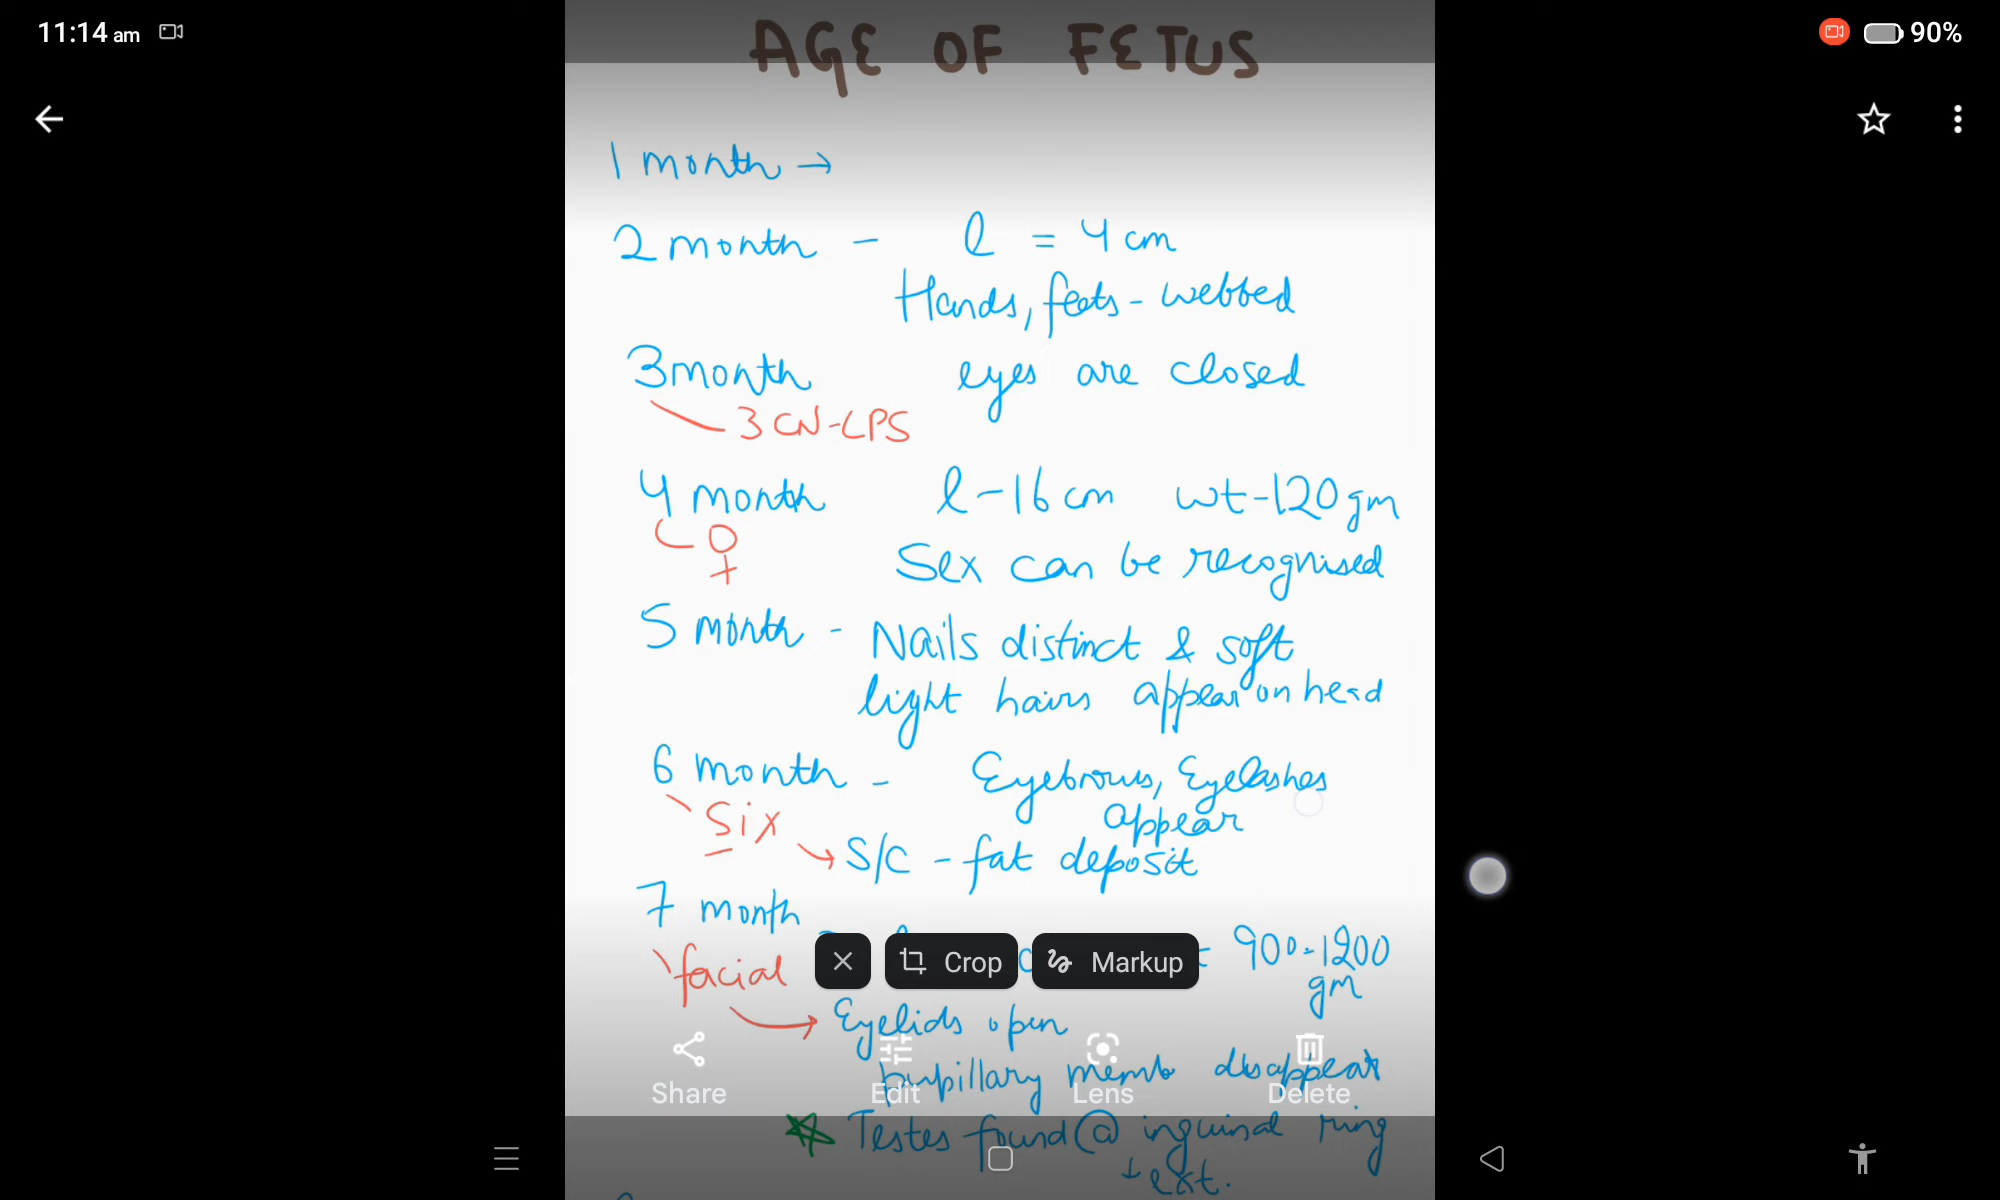 11:14 am
90%
AGE OF FETUS
1 month →
2 month - l = 4 cm
Hands, feets - webbed
3 month eyes are closed
3 CN-LPS
4 month l - 16 cm wt - 120 gm
♀ Sex can be recognised
5 month - Nails distinct & soft
light hairs appear on head
6 month - Eyebrows, Eyelashes
appear
Six → S/C - fat deposit
7 month
= 900-1200
gm
facial
Crop
Markup
→ Eyelids open
pupillary memb disappear
Share
Edit
Lens
Delete
Testes found @ inguinal ring
ext.